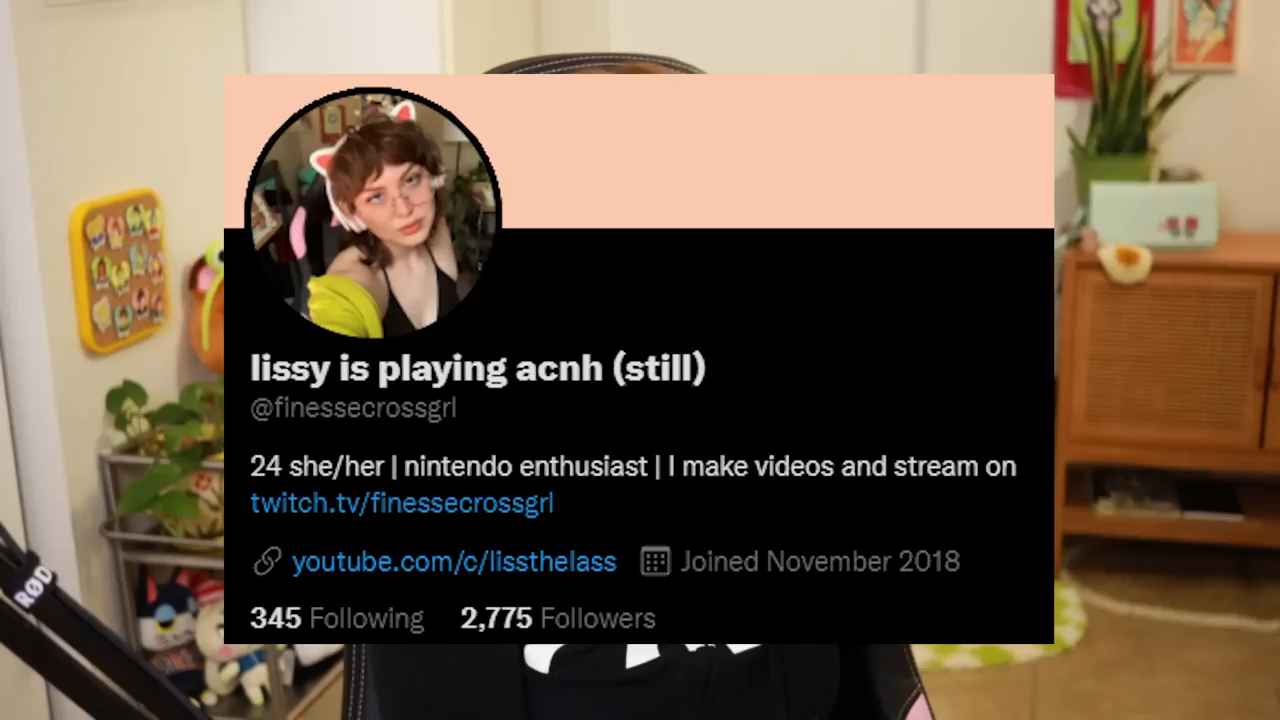 lissy is playing acnh (still)
@finessecrossgrl
24 she/her | nintendo enthusiast | I make videos and stream on
twitch.tv/finessecrossgrl
youtube.com/c/lissthelass Joined November 2018
345 Following 2,775 Followers
RØD